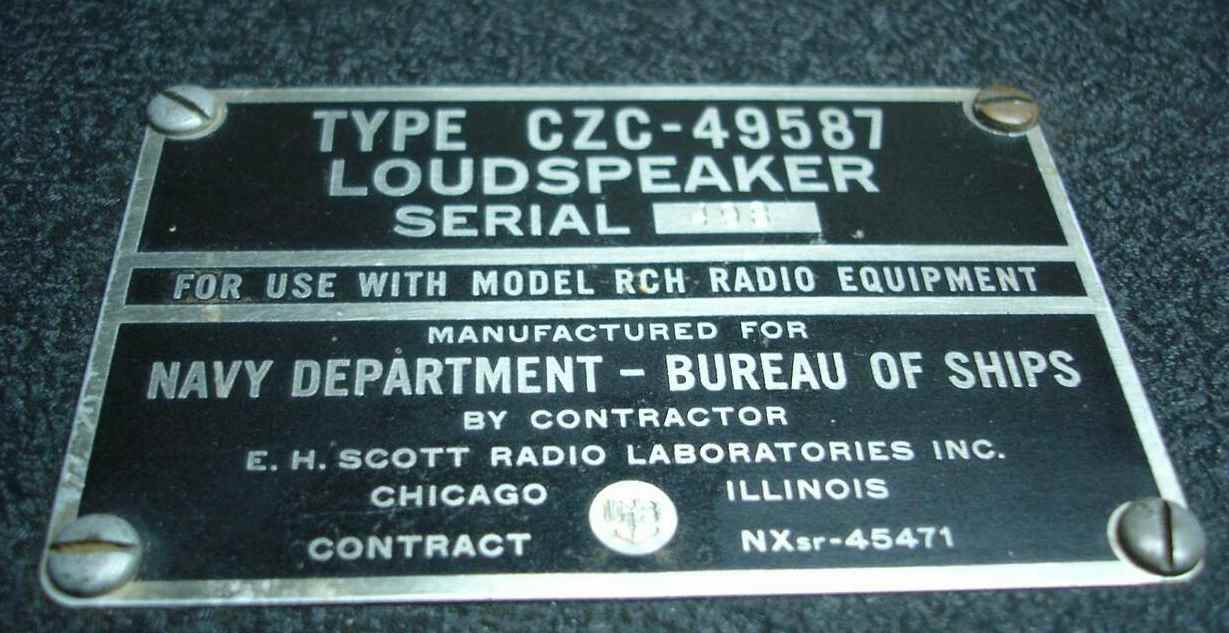 TYPE CZC-49587
LOUDSPEAKER
SERIAL
FOR USE WITH MODEL RCH RADIO EQUIPMENT
MANUFACTURED FOR
NAVY DEPARTMENT - BUREAU OF SHIPS
BY CONTRACTOR
E. H. SCOTT RADIO LABORATORIES INC.
CHICAGO ILLINOIS
CONTRACT NXsr-45471